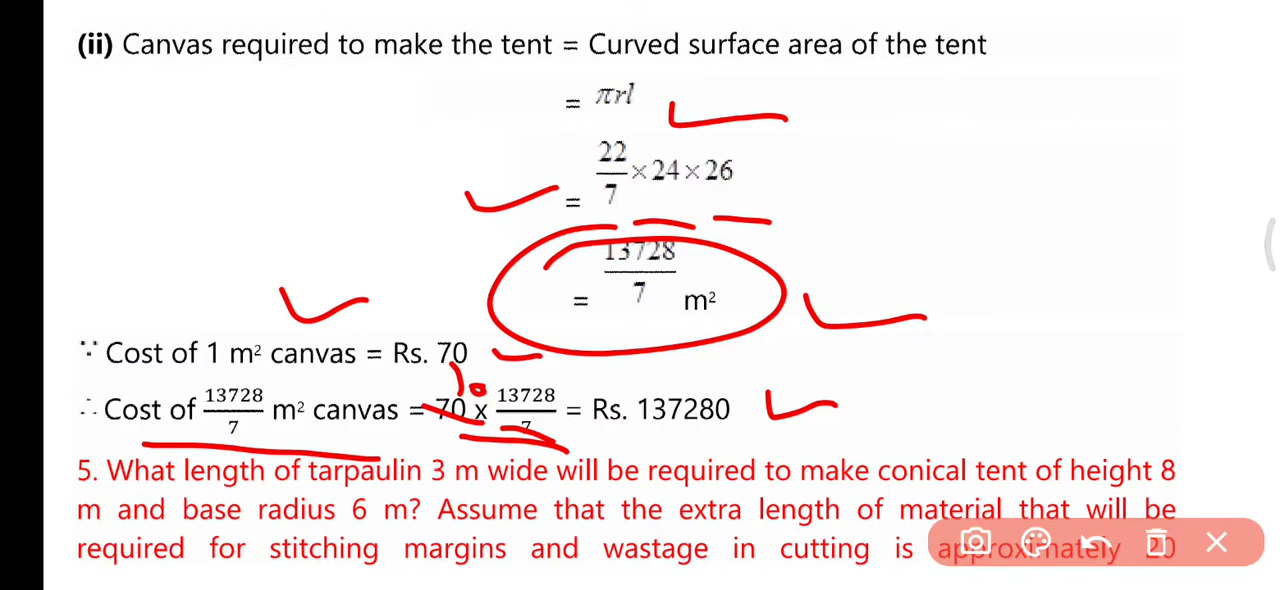 (ii) Canvas required to make the tent = Curved surface area of the tent
= πrl
= 22/7 × 24 × 26
= 13728/7 m²
∵ Cost of 1 m² canvas = Rs. 70
∴ Cost of 13728/7 m² canvas = 70 x 13728/7 = Rs. 137280
10
5. What length of tarpaulin 3 m wide will be required to make conical tent of height 8
m and base radius 6 m? Assume that the extra length of material that will be
required for stitching margins and wastage in cutting is approximately 20